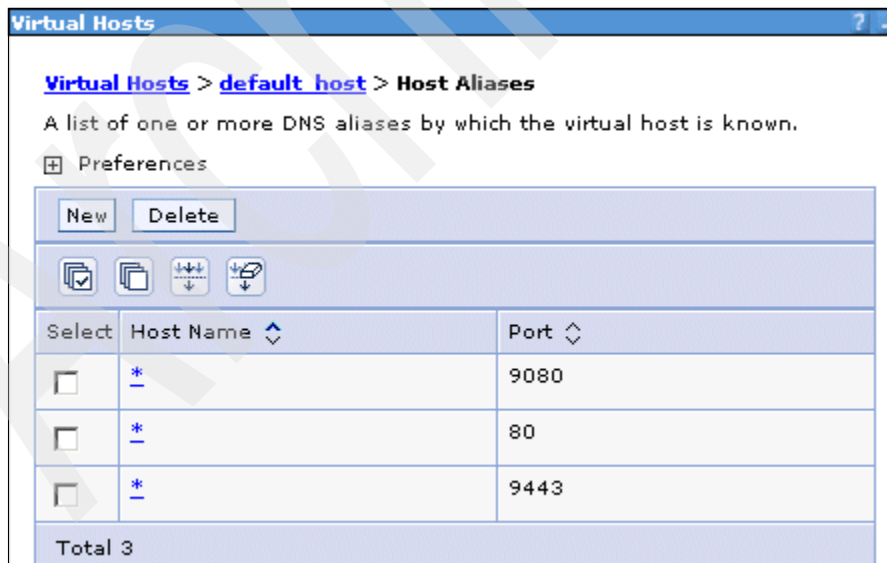 Virtual Hosts ?
Virtual Hosts > default_host > Host Aliases
A list of one or more DNS aliases by which the virtual host is known.
Preferences
New Delete
Select Host Name Port
* 9080
* 80
* 9443
Total 3